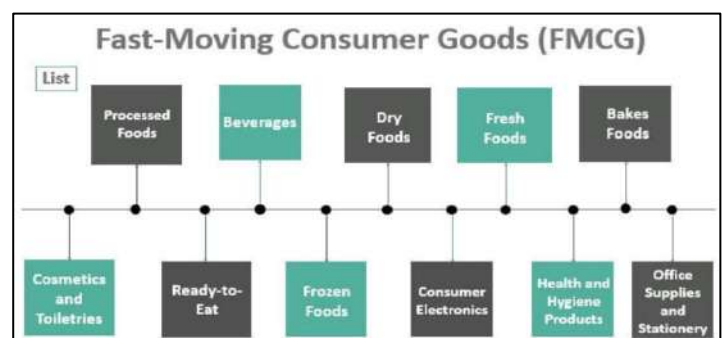 Fast-Moving Consumer Goods (FMCG)
List
Processed
Foods
Beverages
Dry
Foods
Fresh
Foods
Bakes
Foods
Cosmetics
and
Toiletries
Ready-to-
Eat
Frozen
Foods
Consumer
Electronics
Health and
Hygiene
Products
Office
Supplies
and
Stationery